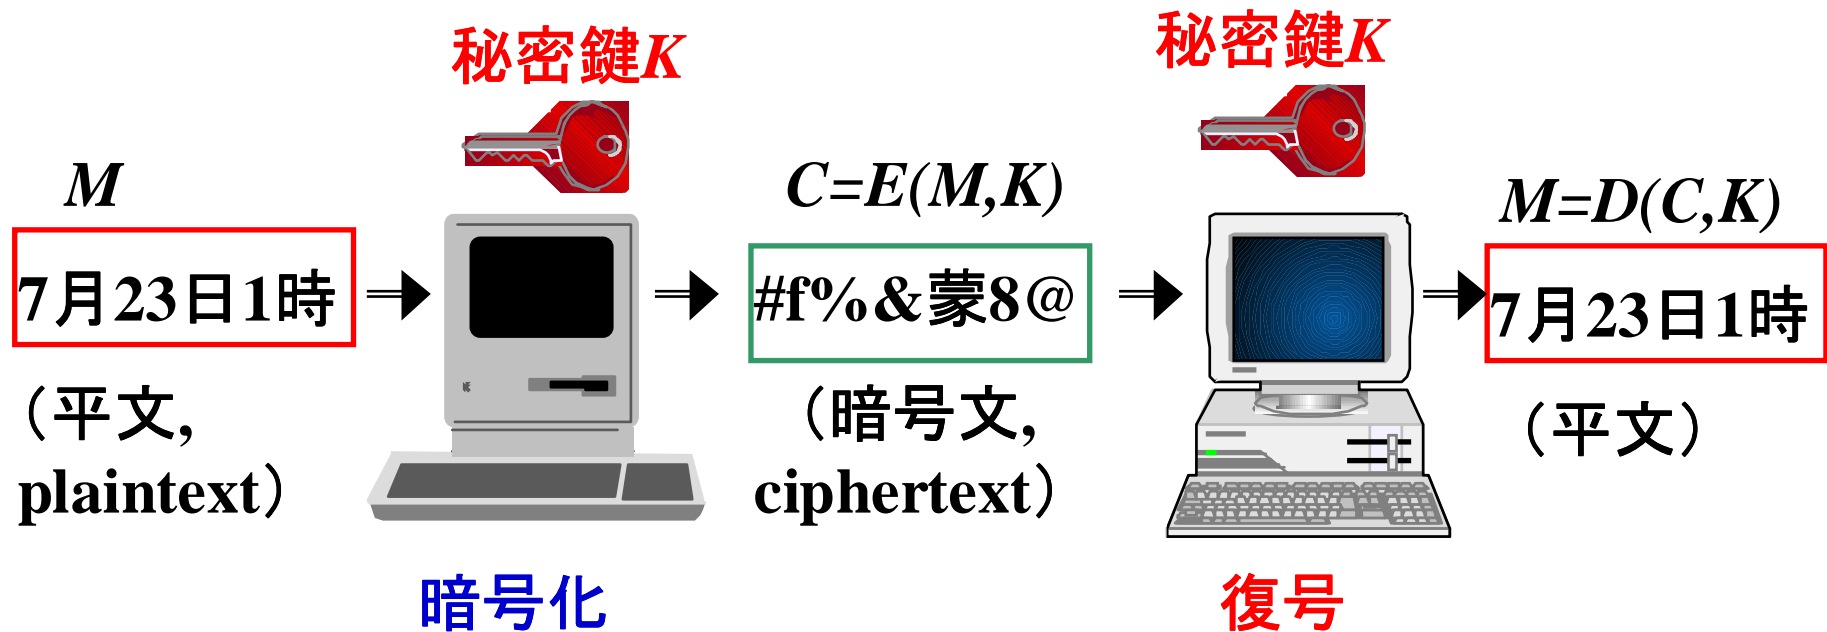 秘密鍵K
秘密鍵K
M
C=E(M,K)
M=D(C,K)
7月23日1時
#f%&蒙8@
7月23日1時
（平文,
plaintext）
（暗号文,
ciphertext）
（平文）
暗号化
復号